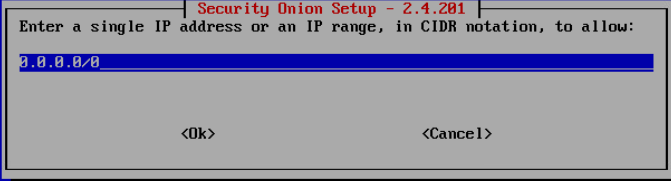 Security Onion Setup - 2.4.201
Enter a single IP address or an IP range, in CIDR notation, to allow:
0.0.0.0/0
<Ok> <Cancel>